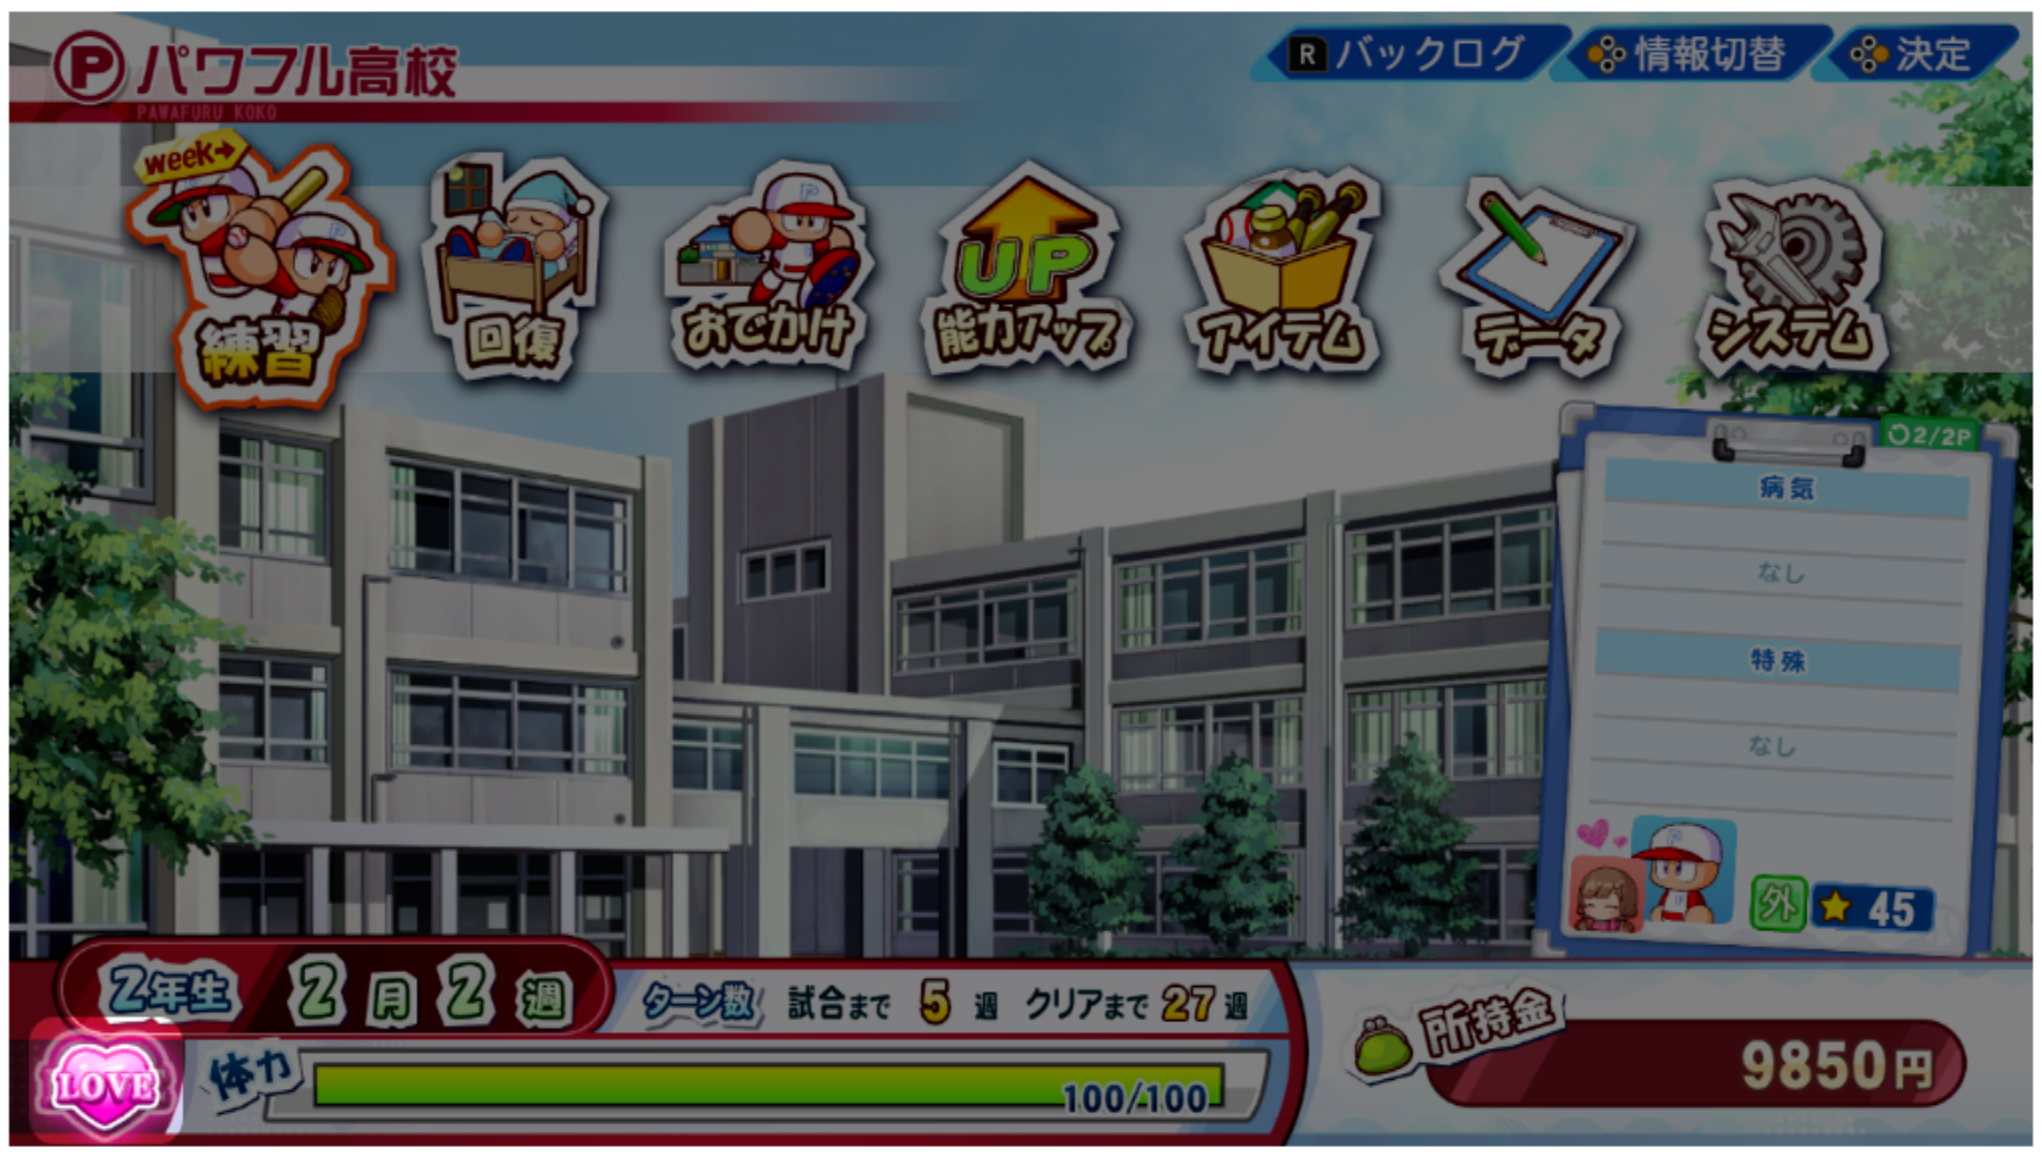 P パワフル高校
PAWAFURU KOKO
R バックログ 情報切替 決定
week→
練習 回復 おでかけ UP 能力アップ アイテム データ システム
2/2P
病気
なし
特殊
なし
外 ★ 45
2年生 2月2週 ターン数 試合まで 5 週 クリアまで 27 週
所持金
LOVE 体力 100/100
9850円